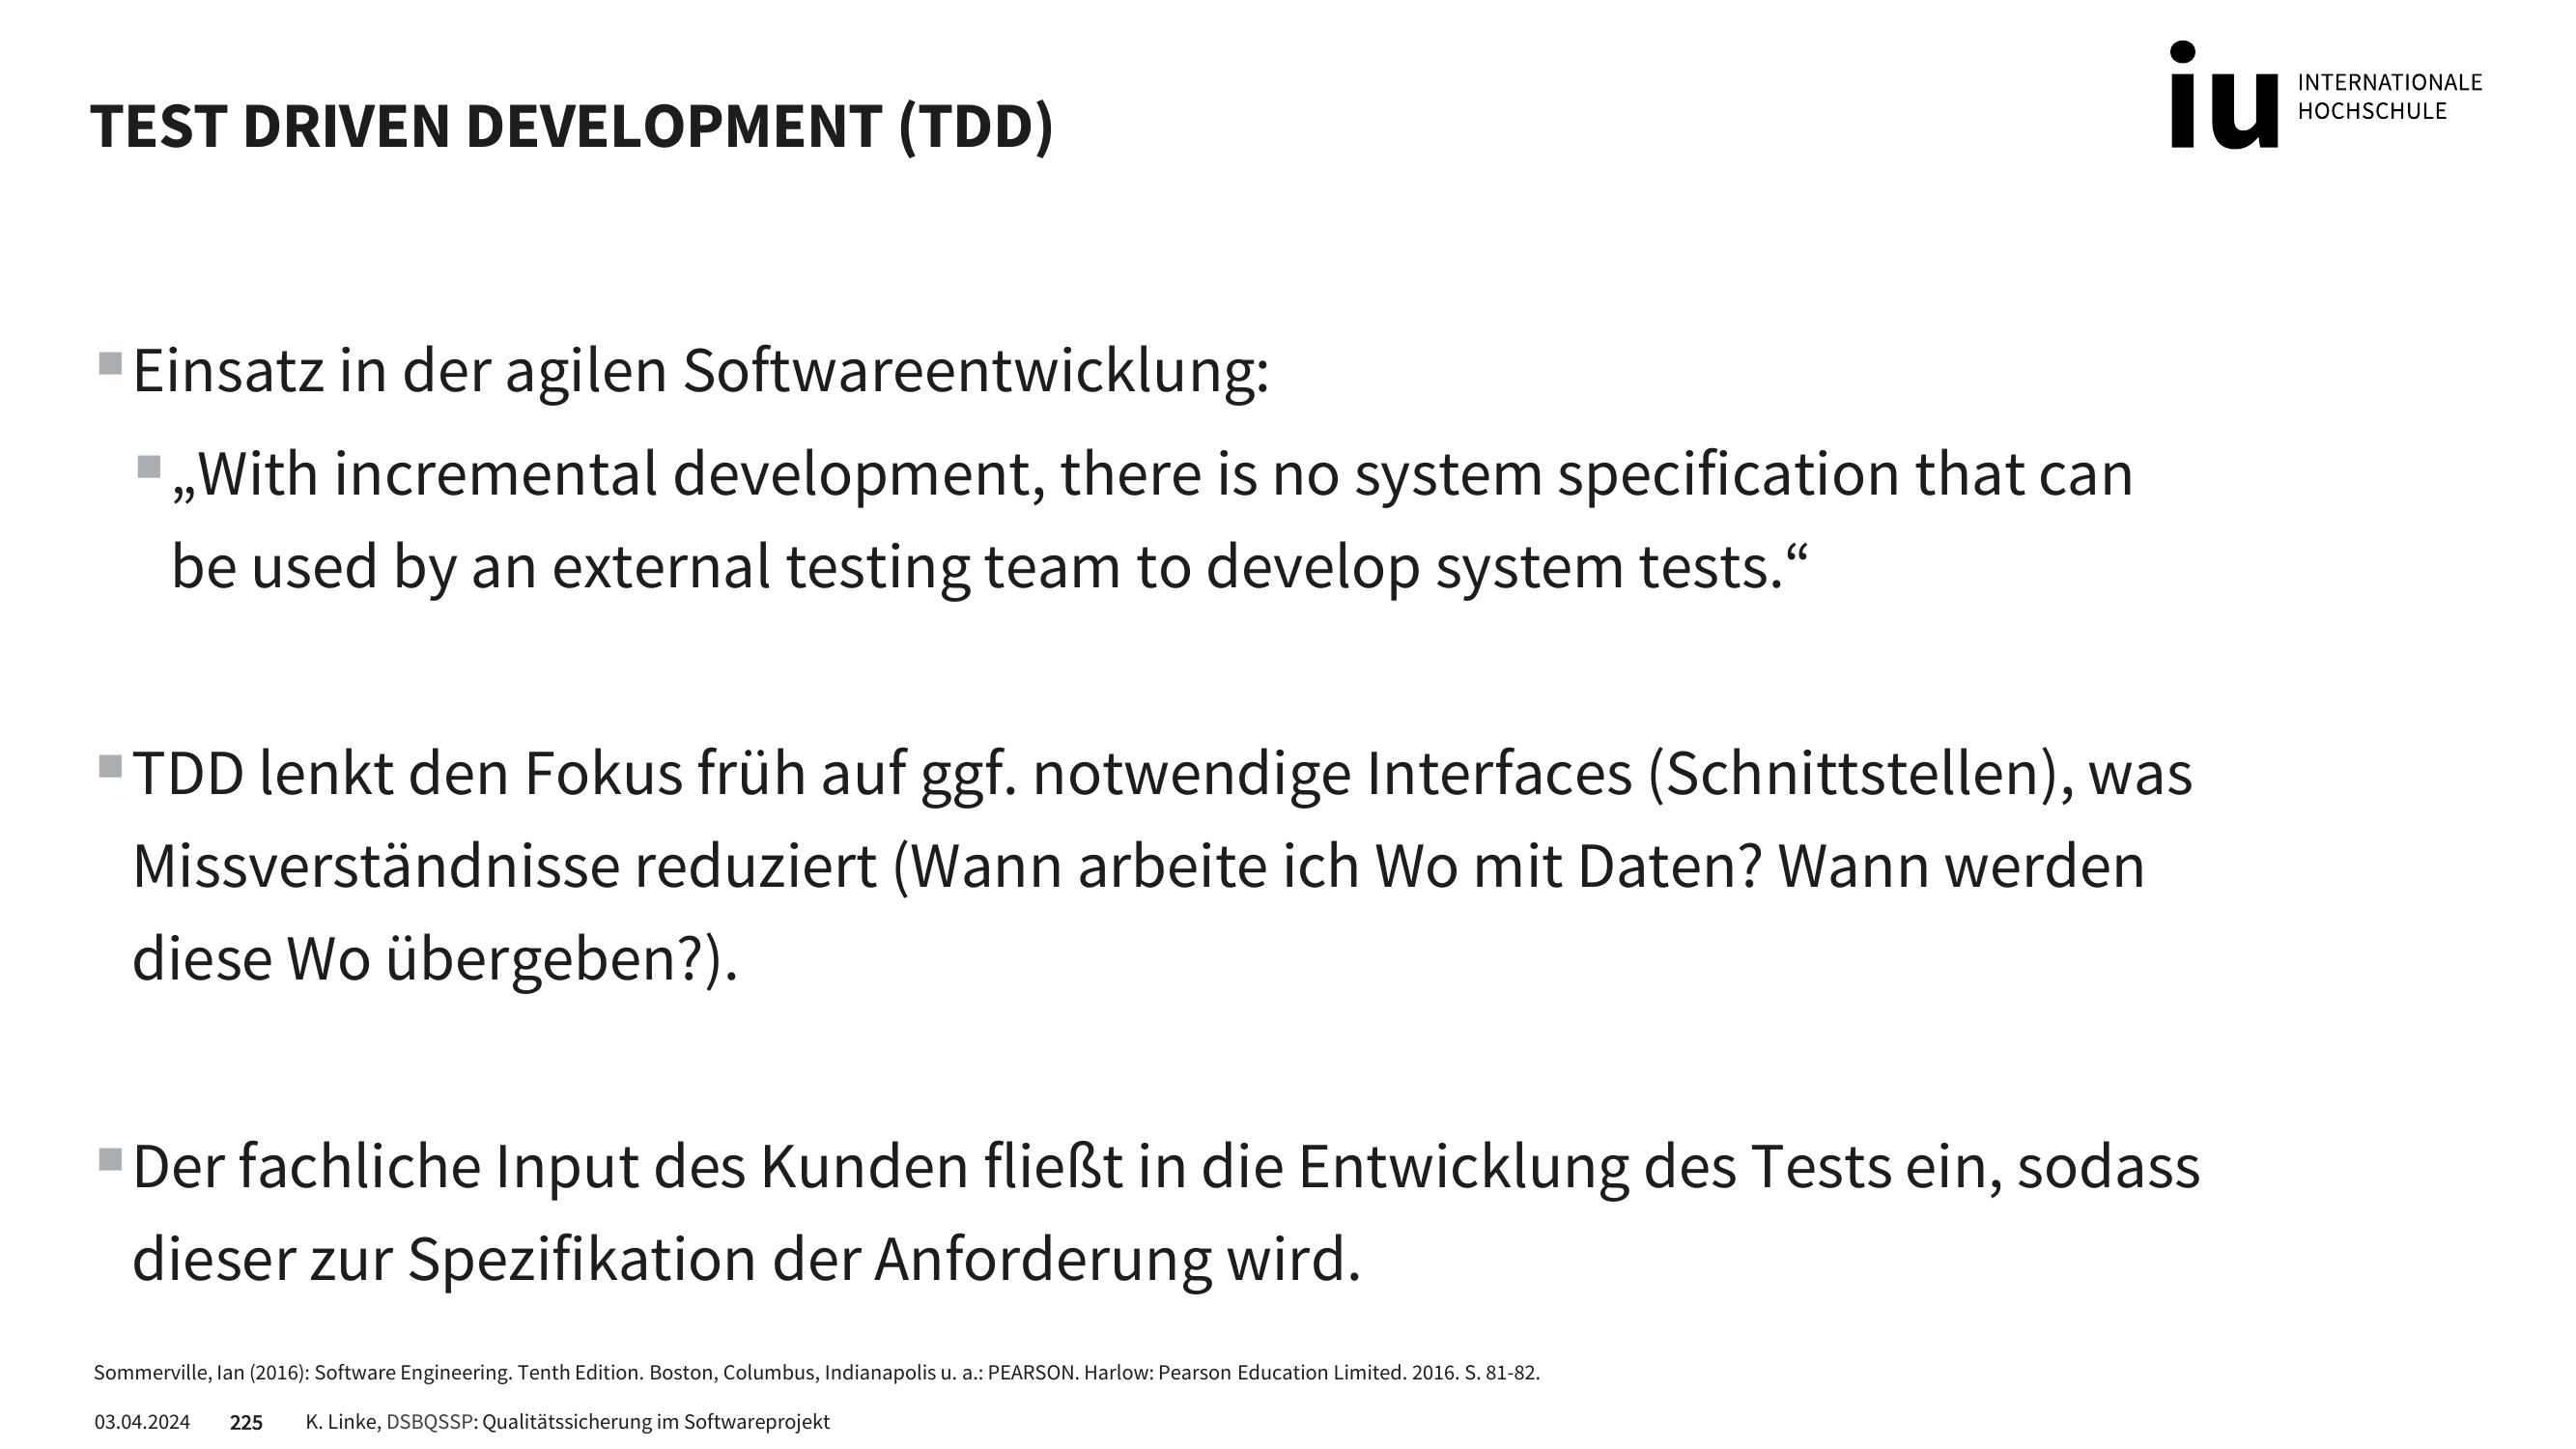 TEST DRIVEN DEVELOPMENT (TDD)
iu INTERNATIONALE
HOCHSCHULE
Einsatz in der agilen Softwareentwicklung:
„With incremental development, there is no system specification that can
be used by an external testing team to develop system tests.“
TDD lenkt den Fokus früh auf ggf. notwendige Interfaces (Schnittstellen), was
Missverständnisse reduziert (Wann arbeite ich Wo mit Daten? Wann werden
diese Wo übergeben?).
Der fachliche Input des Kunden fließt in die Entwicklung des Tests ein, sodass
dieser zur Spezifikation der Anforderung wird.
Sommerville, Ian (2016): Software Engineering. Tenth Edition. Boston, Columbus, Indianapolis u. a.: PEARSON. Harlow: Pearson Education Limited. 2016. S. 81-82.
03.04.2024 225 K. Linke, DSBQSSP: Qualitätssicherung im Softwareprojekt